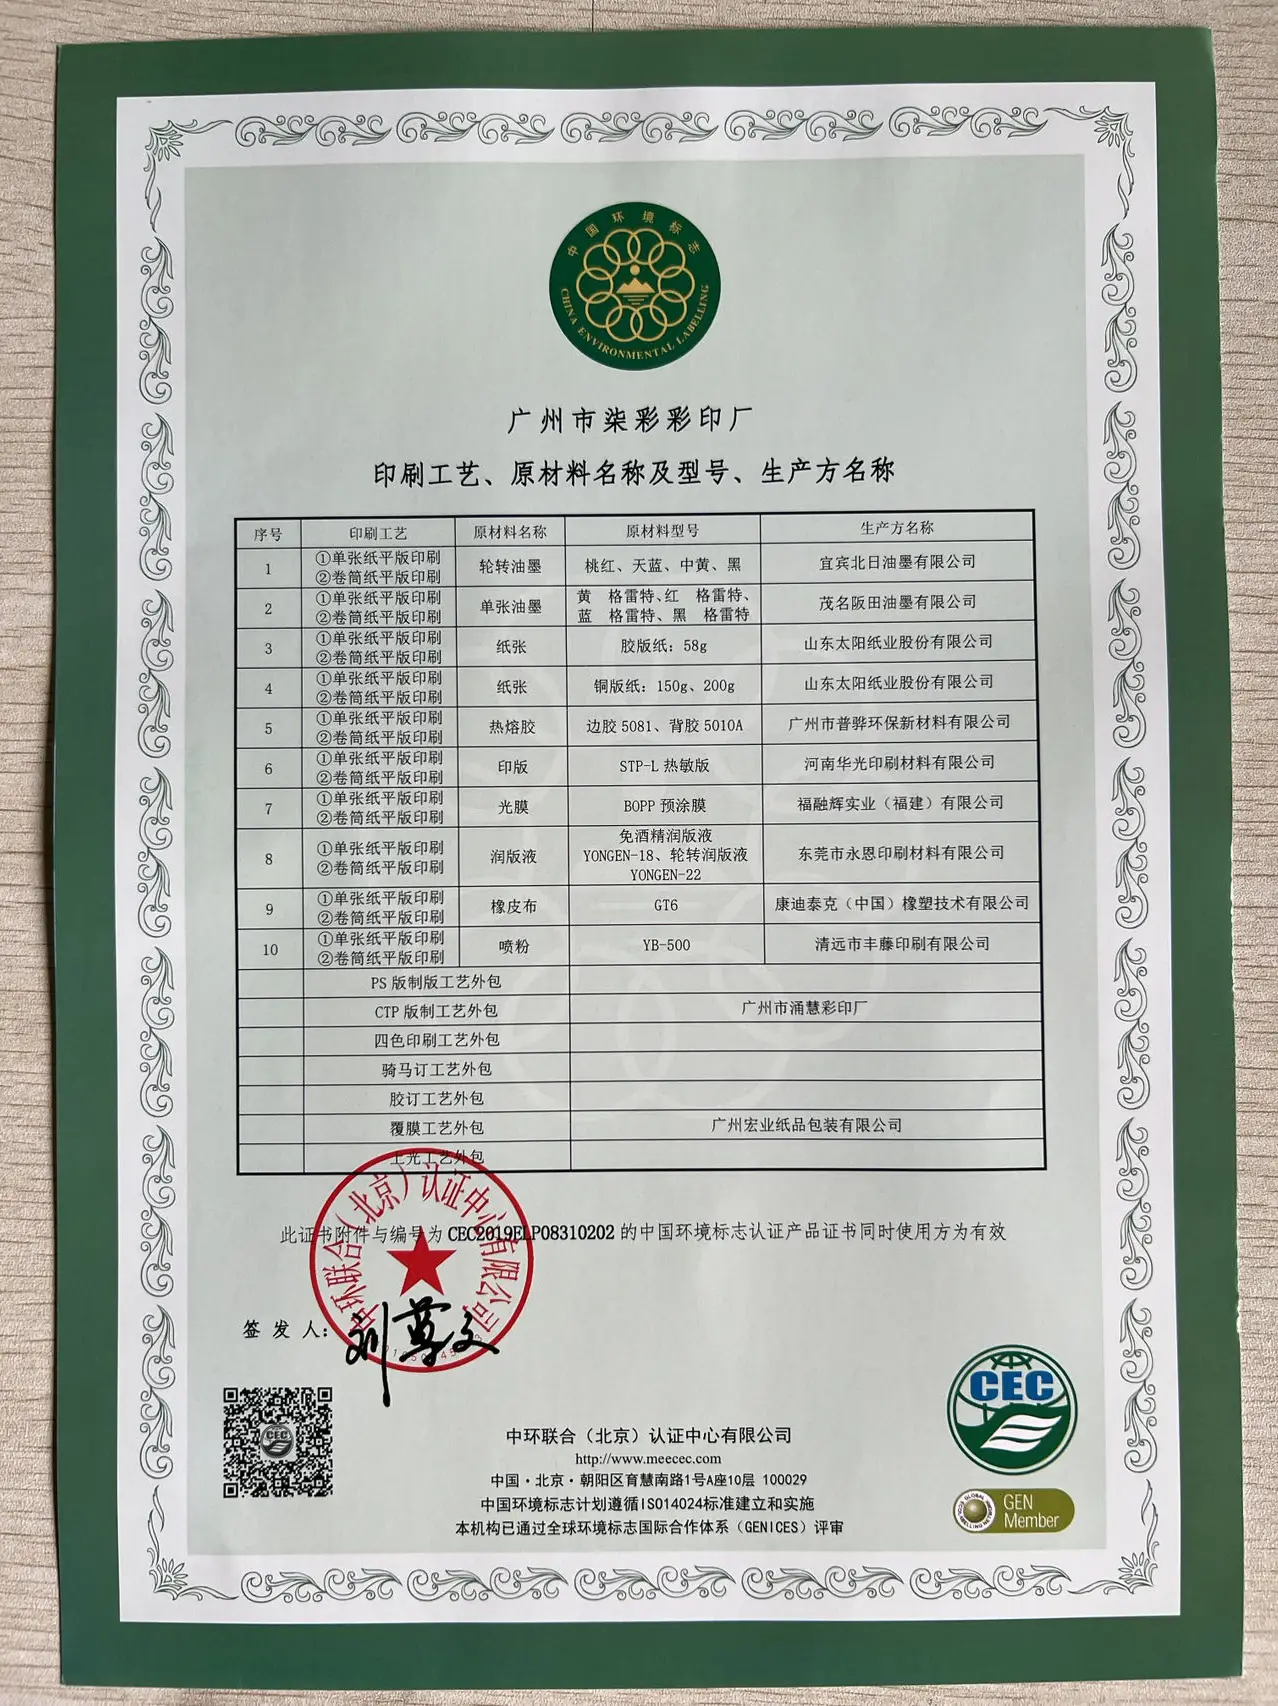 中国环境标志
CHINA ENVIRONMENTAL LABELLING
广州市柒彩彩印厂
印刷工艺、原材料名称及型号、生产方名称
序号 印刷工艺 原材料名称 原材料型号 生产方名称
1 ①单张纸平版印刷 ②卷筒纸平版印刷 轮转油墨 桃红、天蓝、中黄、黑 宜宾北日油墨有限公司
2 ①单张纸平版印刷 ②卷筒纸平版印刷 单张油墨 黄 格雷特、红 格雷特、蓝 格雷特、黑 格雷特 茂名阪田油墨有限公司
3 ①单张纸平版印刷 ②卷筒纸平版印刷 纸张 胶版纸：58g 山东太阳纸业股份有限公司
4 ①单张纸平版印刷 ②卷筒纸平版印刷 纸张 铜版纸：150g、200g 山东太阳纸业股份有限公司
5 ①单张纸平版印刷 ②卷筒纸平版印刷 热熔胶 边胶 5081、背胶 5010A 广州市普骅环保新材料有限公司
6 ①单张纸平版印刷 ②卷筒纸平版印刷 印版 STP-L 热敏版 河南华光印刷材料有限公司
7 ①单张纸平版印刷 ②卷筒纸平版印刷 光膜 BOPP 预涂膜 福融辉实业（福建）有限公司
8 ①单张纸平版印刷 ②卷筒纸平版印刷 润版液 免酒精润版液 YONGEN-18、轮转润版液 YONGEN-22 东莞市永恩印刷材料有限公司
9 ①单张纸平版印刷 ②卷筒纸平版印刷 橡皮布 GT6 康迪泰克（中国）橡塑技术有限公司
10 ①单张纸平版印刷 ②卷筒纸平版印刷 喷粉 YB-500 清远市丰藤印刷有限公司
PS 版制版工艺外包
CTP 版制工艺外包 广州市涌慧彩印厂
四色印刷工艺外包
骑马订工艺外包
胶订工艺外包
覆膜工艺外包 广州宏业纸品包装有限公司
上光工艺外包
此证书附件与编号为 CEC2019ELP08310202 的中国环境标志认证产品证书同时使用方为有效
中环联合（北京）认证中心有限公司
签 发 人：
刘尊文
CEC
CEC
中环联合（北京）认证中心有限公司
http://www.meecec.com
中国·北京·朝阳区育慧南路1号A座10层 100029
中国环境标志计划遵循ISO14024标准建立和实施
本机构已通过全球环境标志国际合作体系（GENICES）评审
GEN
Member